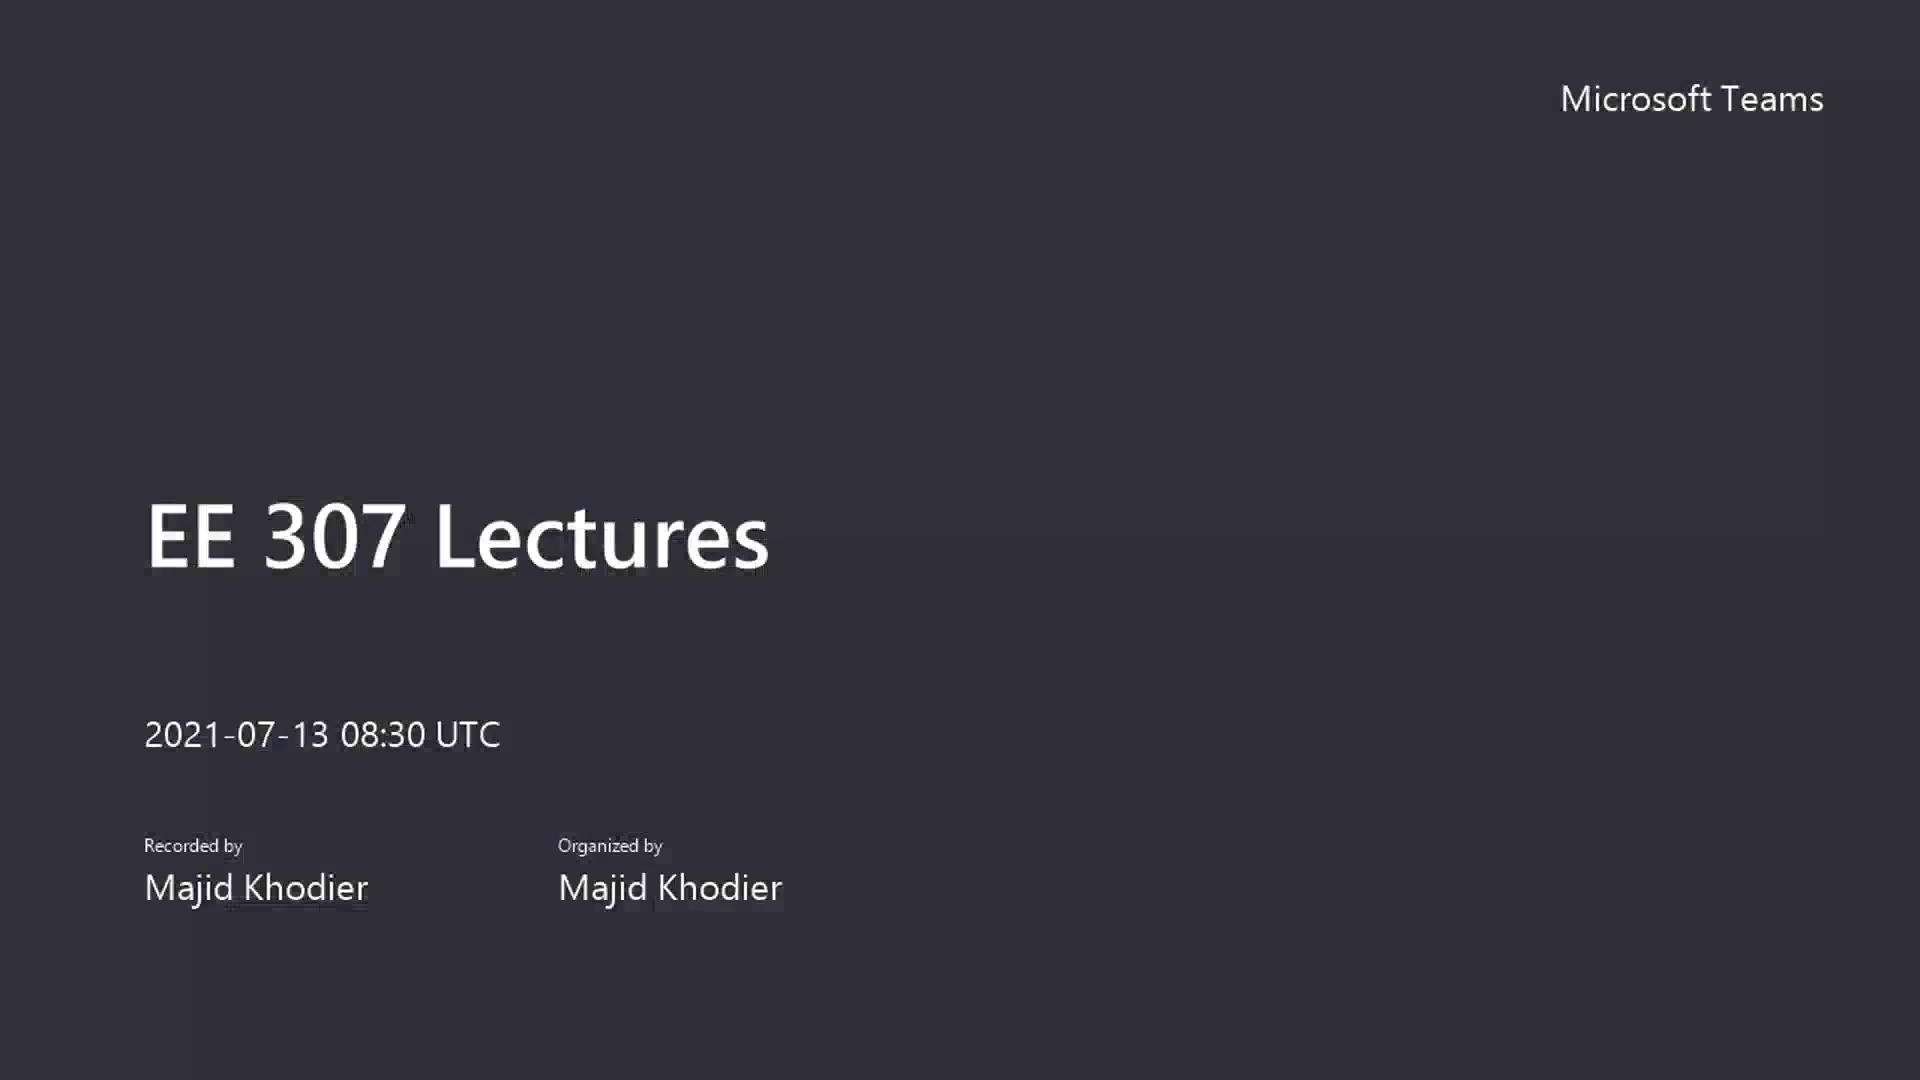 Microsoft Teams
EE 307 Lectures
2021-07-13 08:30 UTC
Recorded by
Majid Khodier
Organized by
Majid Khodier